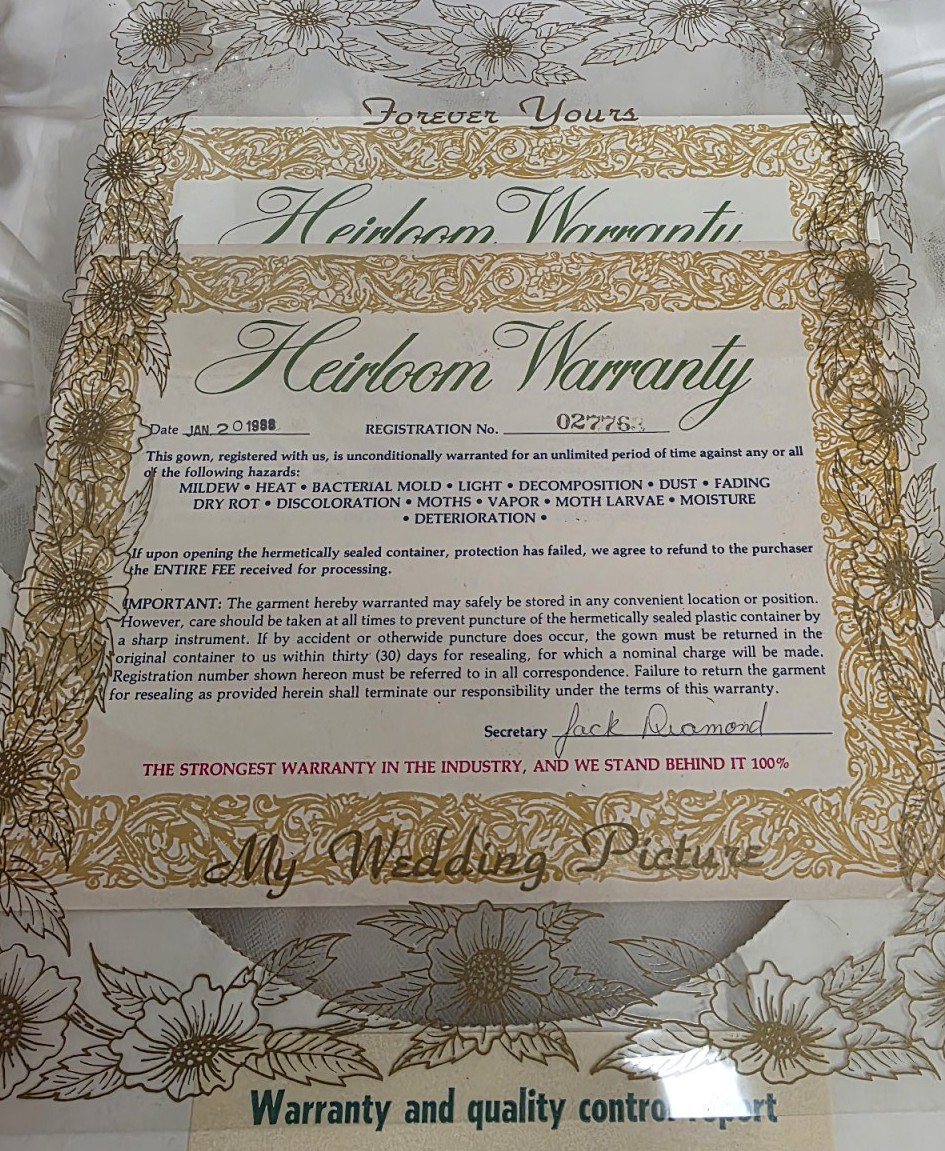 Forever Yours
Heirloom Warranty
Heirloom Warranty
Date JAN 20 1988 REGISTRATION No. 02776
This gown, registered with us, is unconditionally warranted for an unlimited period of time against any or all
of the following hazards:
MILDEW • HEAT • BACTERIAL MOLD • LIGHT • DECOMPOSITION • DUST • FADING
DRY ROT • DISCOLORATION • MOTHS • VAPOR • MOTH LARVAE • MOISTURE
• DETERIORATION •
If upon opening the hermetically sealed container, protection has failed, we agree to refund to the purchaser
the ENTIRE FEE received for processing.
IMPORTANT: The garment hereby warranted may safely be stored in any convenient location or position.
However, care should be taken at all times to prevent puncture of the hermetically sealed plastic container by
a sharp instrument. If by accident or otherwide puncture does occur, the gown must be returned in the
original container to us within thirty (30) days for resealing, for which a nominal charge will be made.
Registration number shown hereon must be referred to in all correspondence. Failure to return the garment
for resealing as provided herein shall terminate our responsibility under the terms of this warranty.
Secretary Jack Diamond
THE STRONGEST WARRANTY IN THE INDUSTRY, AND WE STAND BEHIND IT 100%
My Wedding Picture
Warranty and quality